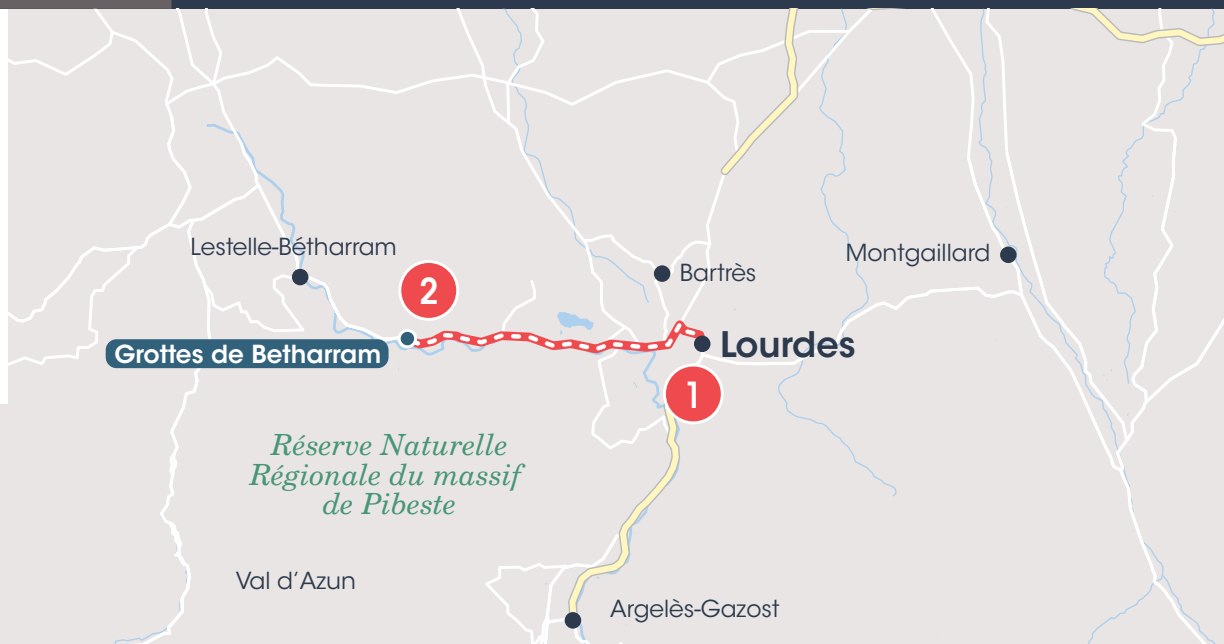 Lestelle-Bétharram
2
Bartrès
Montgaillard
Grottes de Betharram
Lourdes
1
Réserve Naturelle
Régionale du massif
de Pibeste
Val d'Azun
Argelès-Gazost